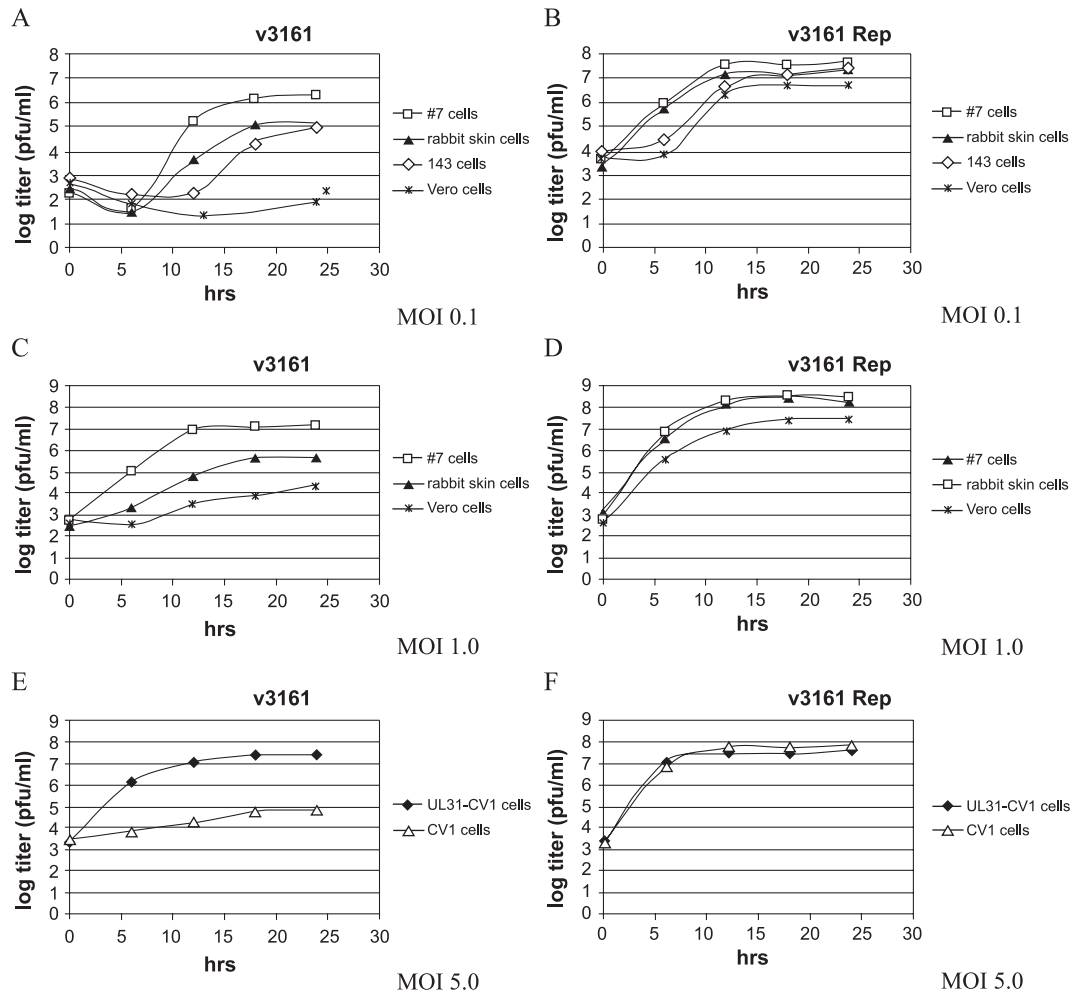 A
v3161
log titer (pfu/ml)
8
7
6
5
4
3
2
1
0
0 5 10 15 20 25 30
hrs
#7 cells
rabbit skin cells
143 cells
Vero cells
MOI 0.1
B
v3161 Rep
log titer (pfu/ml)
8
7
6
5
4
3
2
1
0
0 5 10 15 20 25 30
hrs
#7 cells
rabbit skin cells
143 cells
Vero cells
MOI 0.1
C
v3161
log titer (pfu/ml)
9
8
7
6
5
4
3
2
1
0
0 5 10 15 20 25 30
hrs
#7 cells
rabbit skin cells
Vero cells
MOI 1.0
D
v3161 Rep
log titer (pfu/ml)
9
8
7
6
5
4
3
2
1
0
0 5 10 15 20 25 30
hrs
#7 cells
rabbit skin cells
Vero cells
MOI 1.0
E
v3161
log titer (pfu/ml)
9
8
7
6
5
4
3
2
1
0
0 5 10 15 20 25 30
hrs
UL31-CV1 cells
CV1 cells
MOI 5.0
F
v3161 Rep
log titer (pfu/ml)
9
8
7
6
5
4
3
2
1
0
0 5 10 15 20 25 30
hrs
UL31-CV1 cells
CV1 cells
MOI 5.0